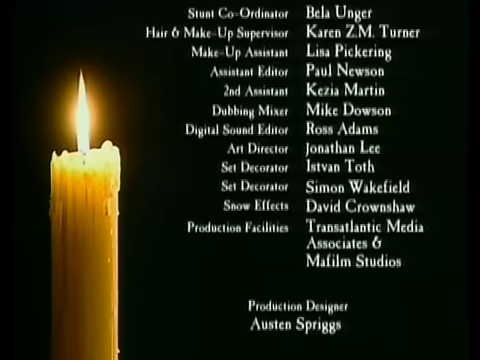 Stunt Co-Ordinator Bela Unger
Hair & Make-Up Supervisor Karen Z.M. Turner
Make-Up Assistant Lisa Pickering
Assistant Editor Paul Newson
2nd Assistant Kezia Martin
Dubbing Mixer Mike Dowson
Digital Sound Editor Ross Adams
Art Director Jonathan Lee
Set Decorator Istvan Toth
Set Decorator Simon Wakefield
Snow Effects David Crownshaw
Production Facilities Transatlantic Media
Associates &
Mafilm Studios
Production Designer
Austen Spriggs